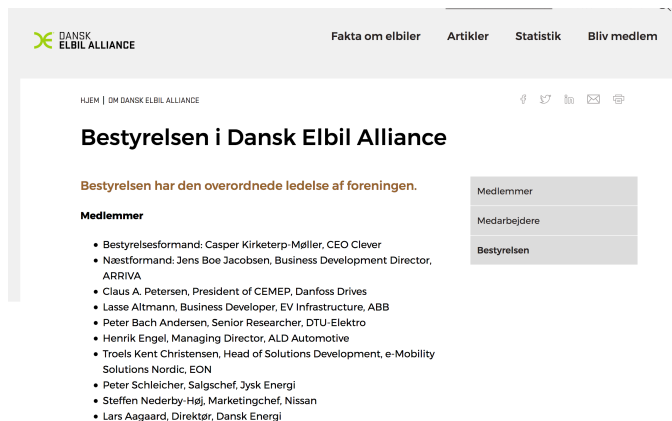 DANSK
ELBIL ALLIANCE
Fakta om elbiler
Artikler
Statistik
Bliv medlem
HJEM | OM DANSK ELBIL ALLIANCE
Bestyrelsen i Dansk Elbil Alliance
Bestyrelsen har den overordnede ledelse af foreningen.
Medlemmer
• Bestyrelsesformand: Casper Kirketerp-Møller, CEO Clever
• Næstformand: Jens Boe Jacobsen, Business Development Director,
ARRIVA
• Claus A. Petersen, President of CEMEP, Danfoss Drives
• Lasse Altmann, Business Developer, EV Infrastructure, ABB
• Peter Bach Andersen, Senior Researcher, DTU-Elektro
• Henrik Engel, Managing Director, ALD Automotive
• Troels Kent Christensen, Head of Solutions Development, e-Mobility
Solutions Nordic, EON
• Peter Schleicher, Salgschef, Jysk Energi
• Steffen Nederby-Høj, Marketingchef, Nissan
• Lars Aagaard, Direktør, Dansk Energi
Medlemmer
Medarbejdere
Bestyrelsen